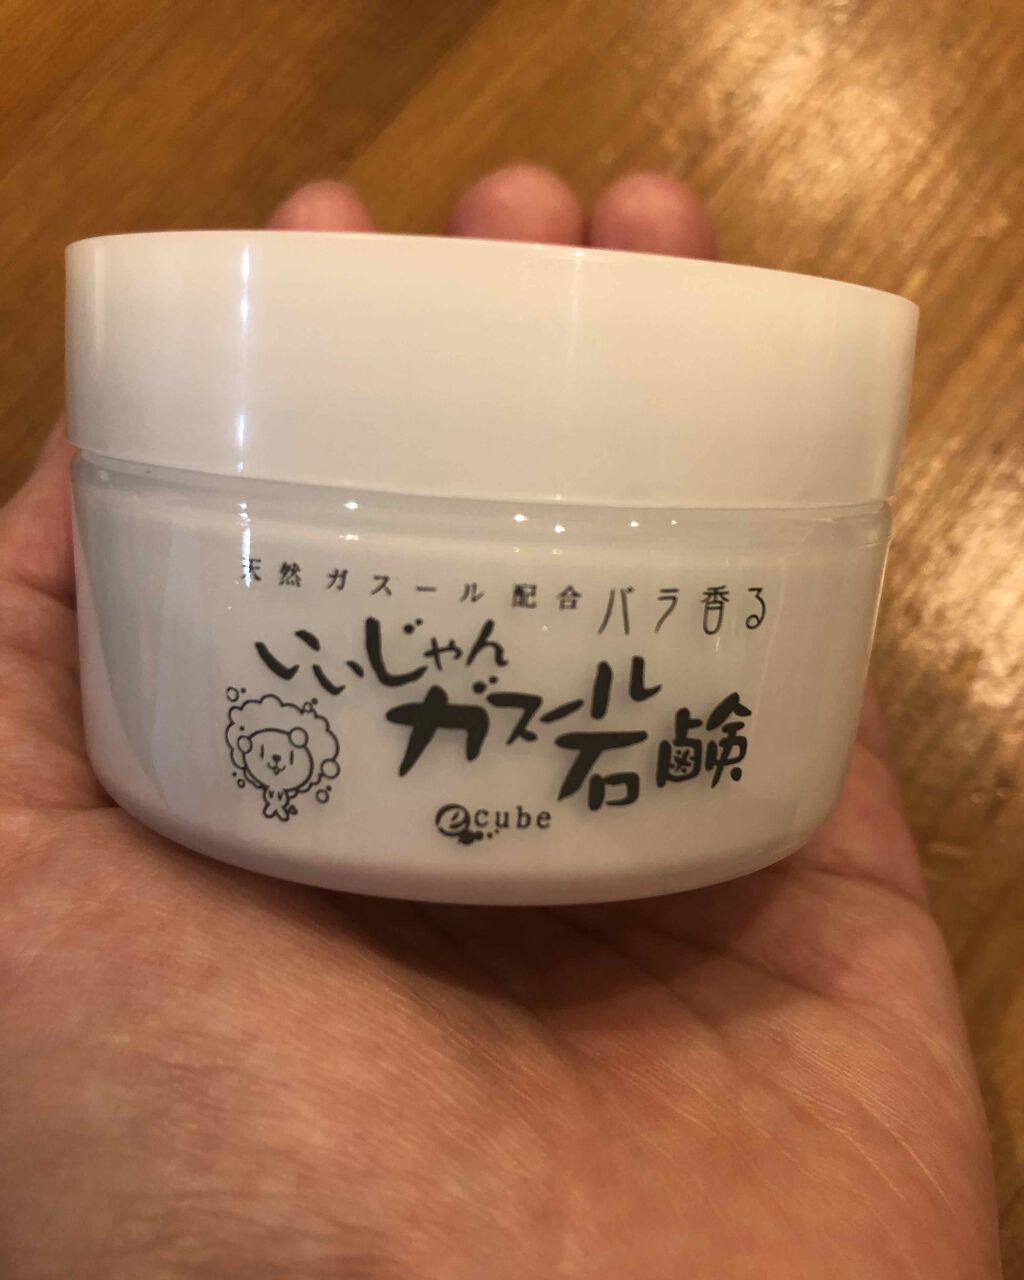 天然ガスール配合 バラ香る
いいじゃん
ガスール
石鹸
ecube